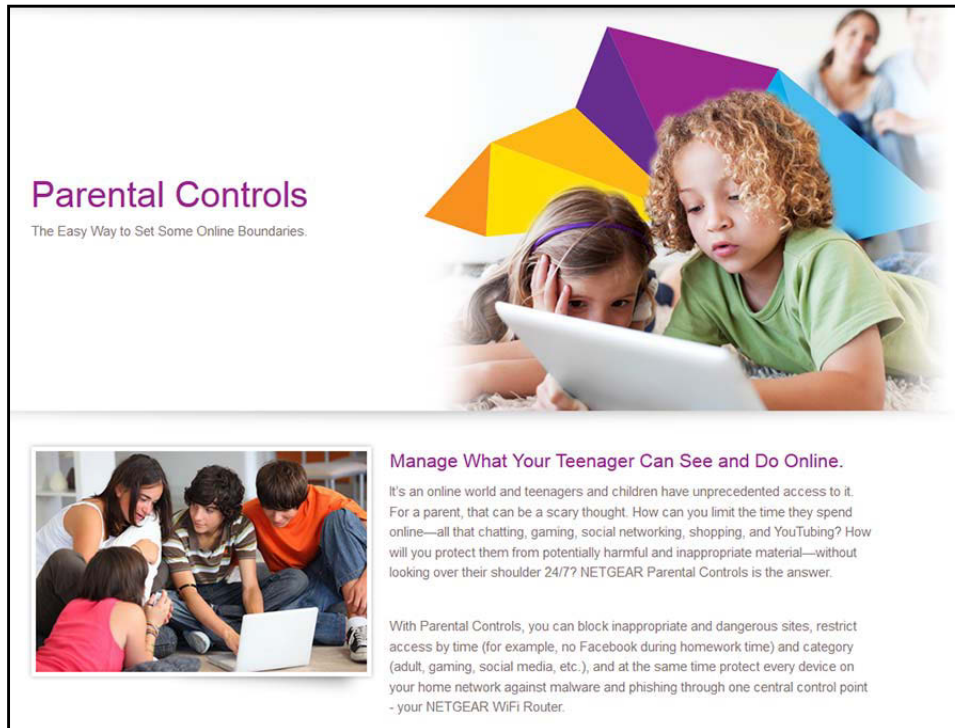 Parental Controls
The Easy Way to Set Some Online Boundaries.
Manage What Your Teenager Can See and Do Online.
It's an online world and teenagers and children have unprecedented access to it.
For a parent, that can be a scary thought. How can you limit the time they spend
online—all that chatting, gaming, social networking, shopping, and YouTubing? How
will you protect them from potentially harmful and inappropriate material—without
looking over their shoulder 24/7? NETGEAR Parental Controls is the answer.
With Parental Controls, you can block inappropriate and dangerous sites, restrict
access by time (for example, no Facebook during homework time) and category
(adult, gaming, social media, etc.), and at the same time protect every device on
your home network against malware and phishing through one central control point
- your NETGEAR WiFi Router.